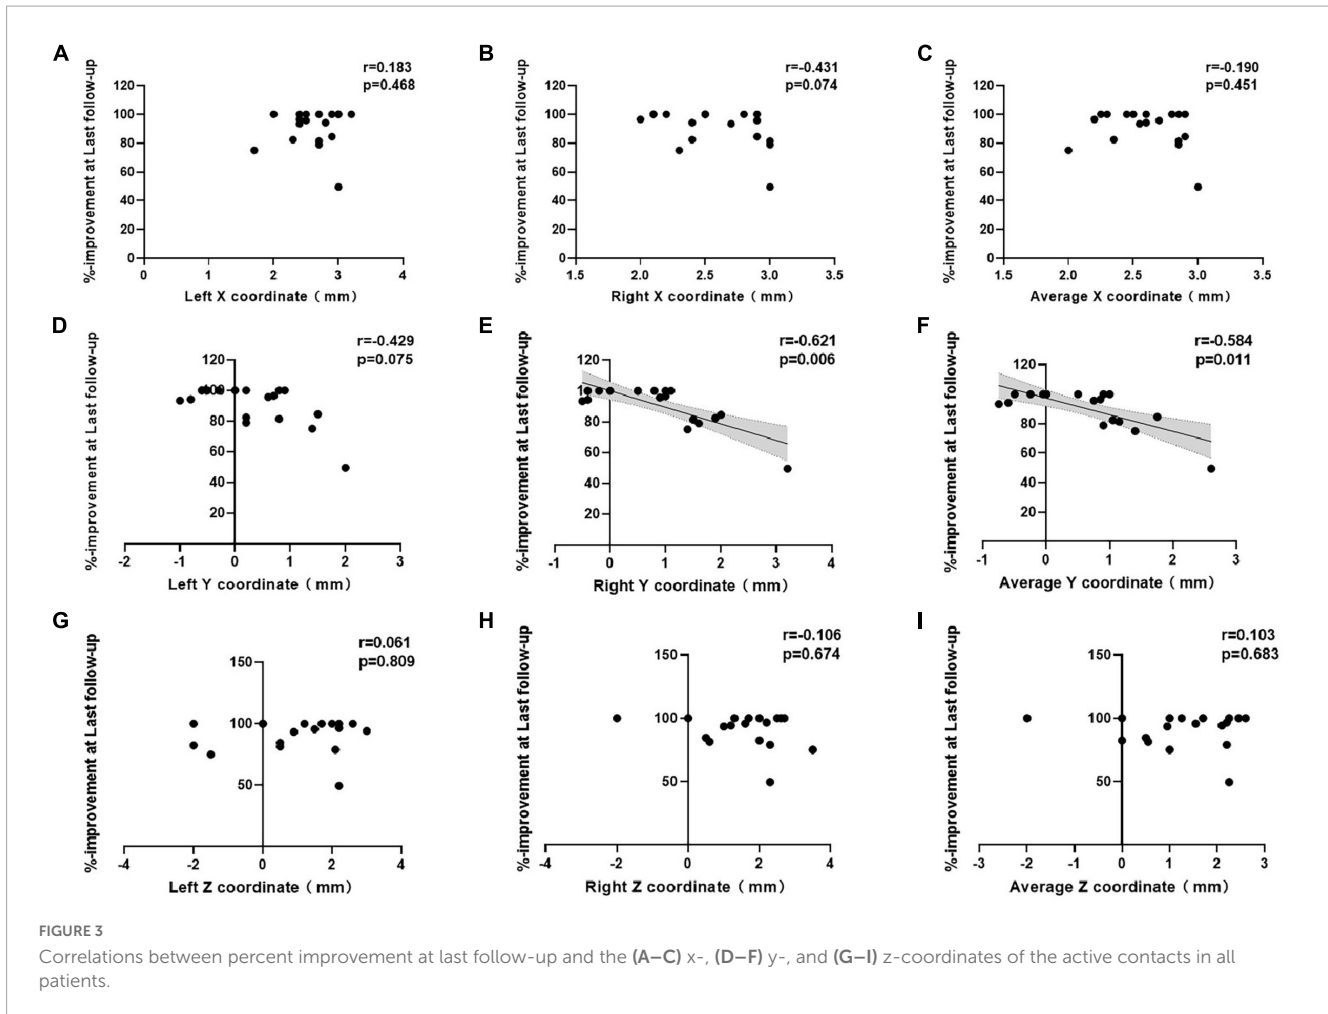 A
r=0.183
p=0.468
%-improvement at Last follow-up
120
100
80
60
40
20
0
0 1 2 3 4
Left X coordinate ( mm )
B
r=-0.431
p=0.074
%-improvement at Last follow-up
120
100
80
60
40
20
0
1.5 2.0 2.5 3.0 3.5
Right X coordinate ( mm )
C
r=-0.190
p=0.451
%-improvement at Last follow-up
120
100
80
60
40
20
0
1.5 2.0 2.5 3.0 3.5
Average X coordinate ( mm )
D
r=-0.429
p=0.075
%-improvement at Last follow-up
120
100
80
60
40
20
-2 -1 0 1 2 3
Left Y coordinate ( mm )
E
r=-0.621
p=0.006
%-improvement at Last follow-up
120
80
60
40
20
-1 0 1 2 3 4
Right Y coordinate ( mm )
F
r=-0.584
p=0.011
%-improvement at Last follow-up
120
100
80
60
40
20
-1 0 1 2 3
Average Y coordinate ( mm )
G
r=0.061
p=0.809
%-improvement at Last follow-up
150
100
50
-4 -2 0 2 4
Left Z coordinate ( mm )
H
r=-0.106
p=0.674
%-improvement at Last follow-up
150
100
50
-4 -2 0 2 4
Right Z coordinate ( mm )
I
r=0.103
p=0.683
%-improvement at Last follow-up
150
100
50
-3 -2 -1 0 1 2 3
Average Z coordinate ( mm )
FIGURE 3
Correlations between percent improvement at last follow-up and the (A–C) x-, (D–F) y-, and (G–I) z-coordinates of the active contacts in all
patients.